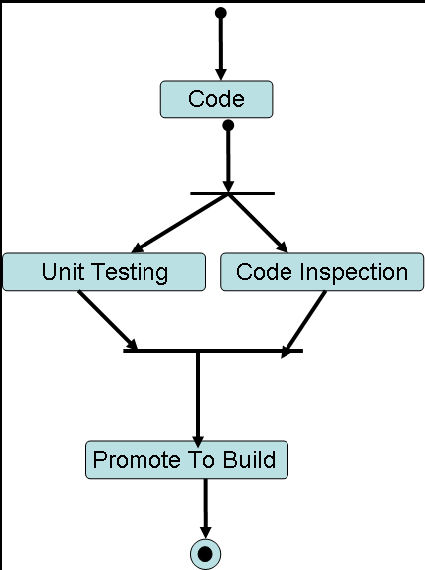 Code
Unit Testing
Code Inspection
Promote To Build